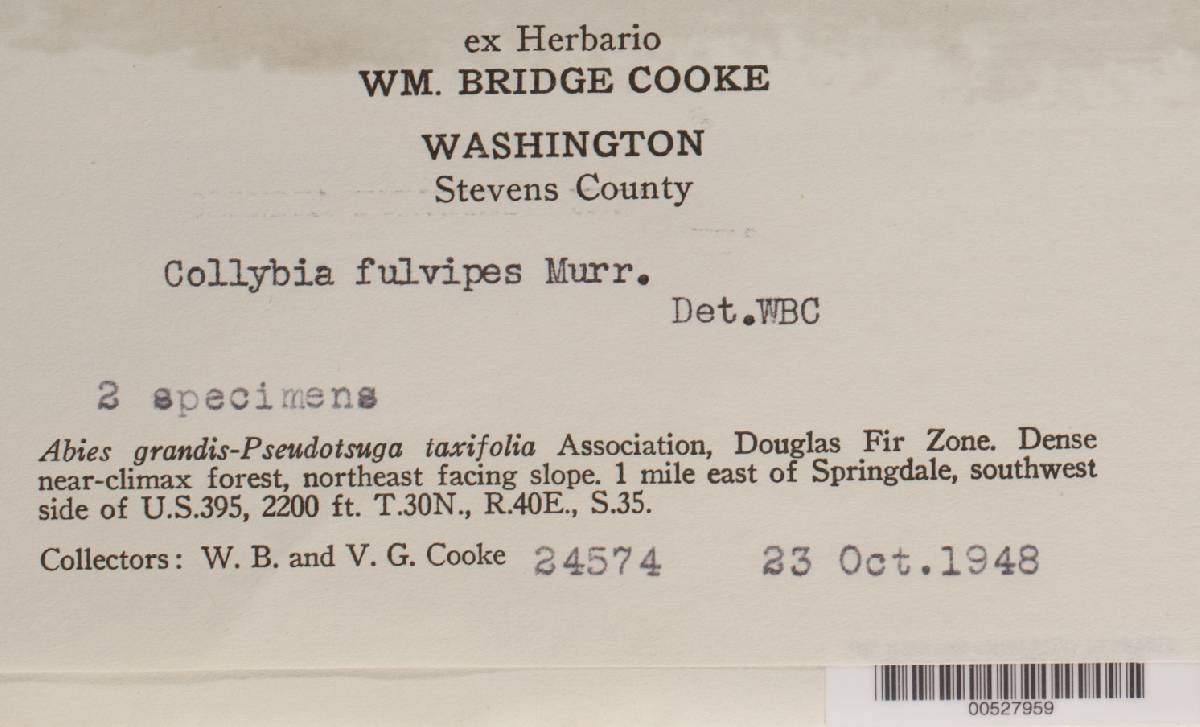 ex Herbario
WM. BRIDGE COOKE
WASHINGTON
Stevens County
Collybia fulvipes Murr.
Det.WBC
2 specimens
Abies grandis-Pseudotsuga taxifolia Association, Douglas Fir Zone. Dense
near-climax forest, northeast facing slope. 1 mile east of Springdale, southwest
side of U.S.395, 2200 ft. T.30N., R.40E., S.35.
Collectors: W. B. and V. G. Cooke 24574 23 Oct.1948
00527959